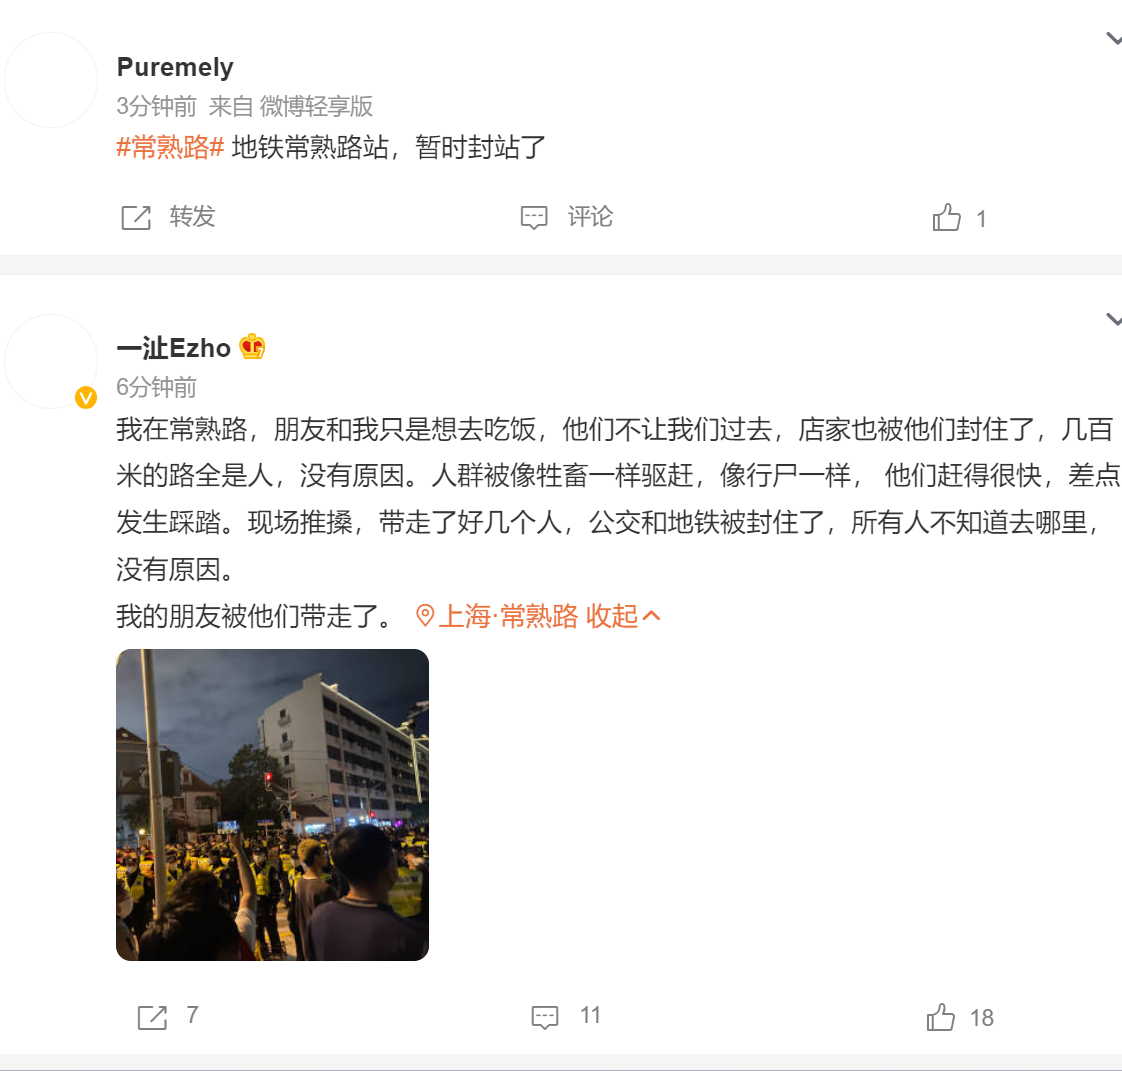 Puremely
3分钟前 来自 微博轻享版
#常熟路# 地铁常熟路站，暂时封站了
转发 评论 1
一沚Ezho
6分钟前
我在常熟路，朋友和我只是想去吃饭，他们不让我们过去，店家也被他们封住了，几百
米的路全是人，没有原因。人群被像牲畜一样驱赶，像行尸一样， 他们赶得很快，差点
发生踩踏。现场推搡，带走了好几个人，公交和地铁被封住了，所有人不知道去哪里，
没有原因。
我的朋友被他们带走了。 上海·常熟路 收起
7 11 18